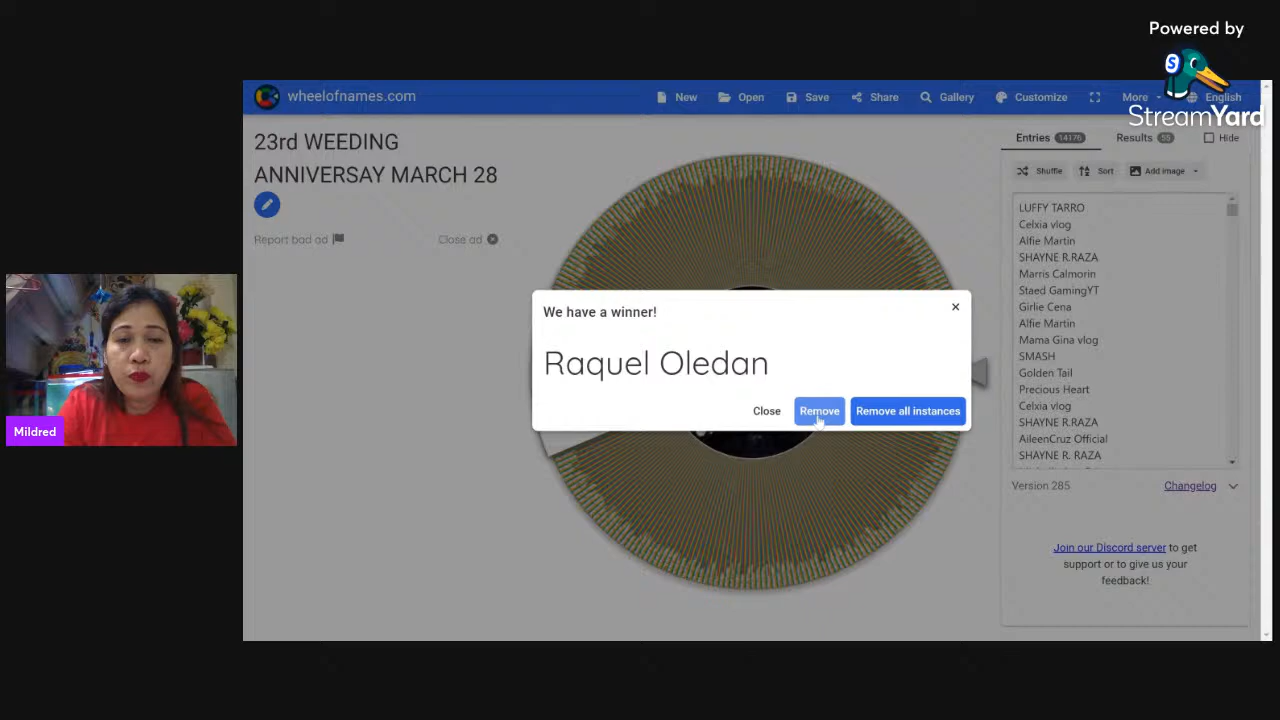 Powered by
StreamYard
wheelofnames.com
New
Open
Save
Share
Gallery
Customize
More
English
23rd WEEDING
ANNIVERSAY MARCH 28
Report bad ad
Close ad
Entries 14176
Results 55
Hide
Shuffle
Sort
Add image
LUFFY TARRO
Celxia vlog
Alfie Martin
SHAYNE R.RAZA
Marris Calmorin
Staed GamingYT
Girlie Cena
Alfie Martin
Mama Gina vlog
SMASH
Golden Tail
Precious Heart
Celxia vlog
SHAYNE R.RAZA
AileenCruz Official
SHAYNE R. RAZA
We have a winner!
Raquel Oledan
Close
Remove
Remove all instances
Mildred
Version 285
Changelog
Join our Discord server to get
support or to give us your
feedback!